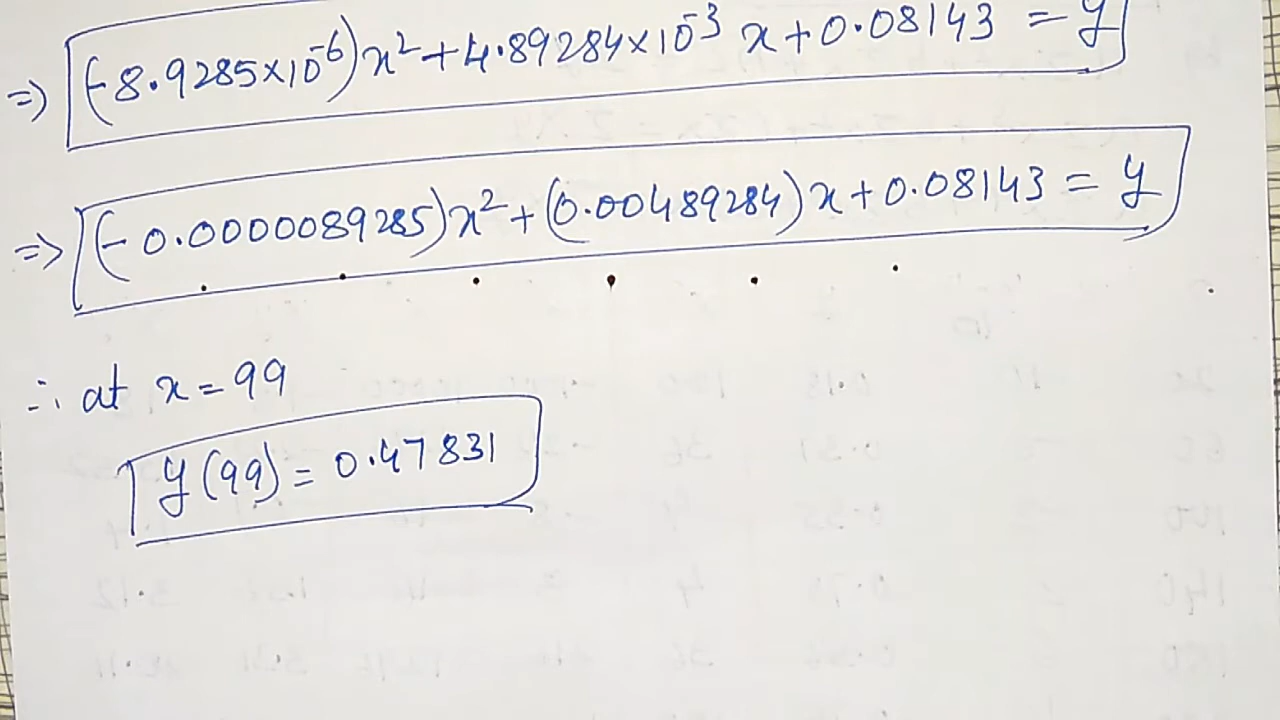 => (-8.9285×10^-6)x² + 4.89284×10^-3 x + 0.08143 = y
=> (-0.0000089285)x² + (0.00489284)x + 0.08143 = y
∴ at x = 99
y(99) = 0.47831